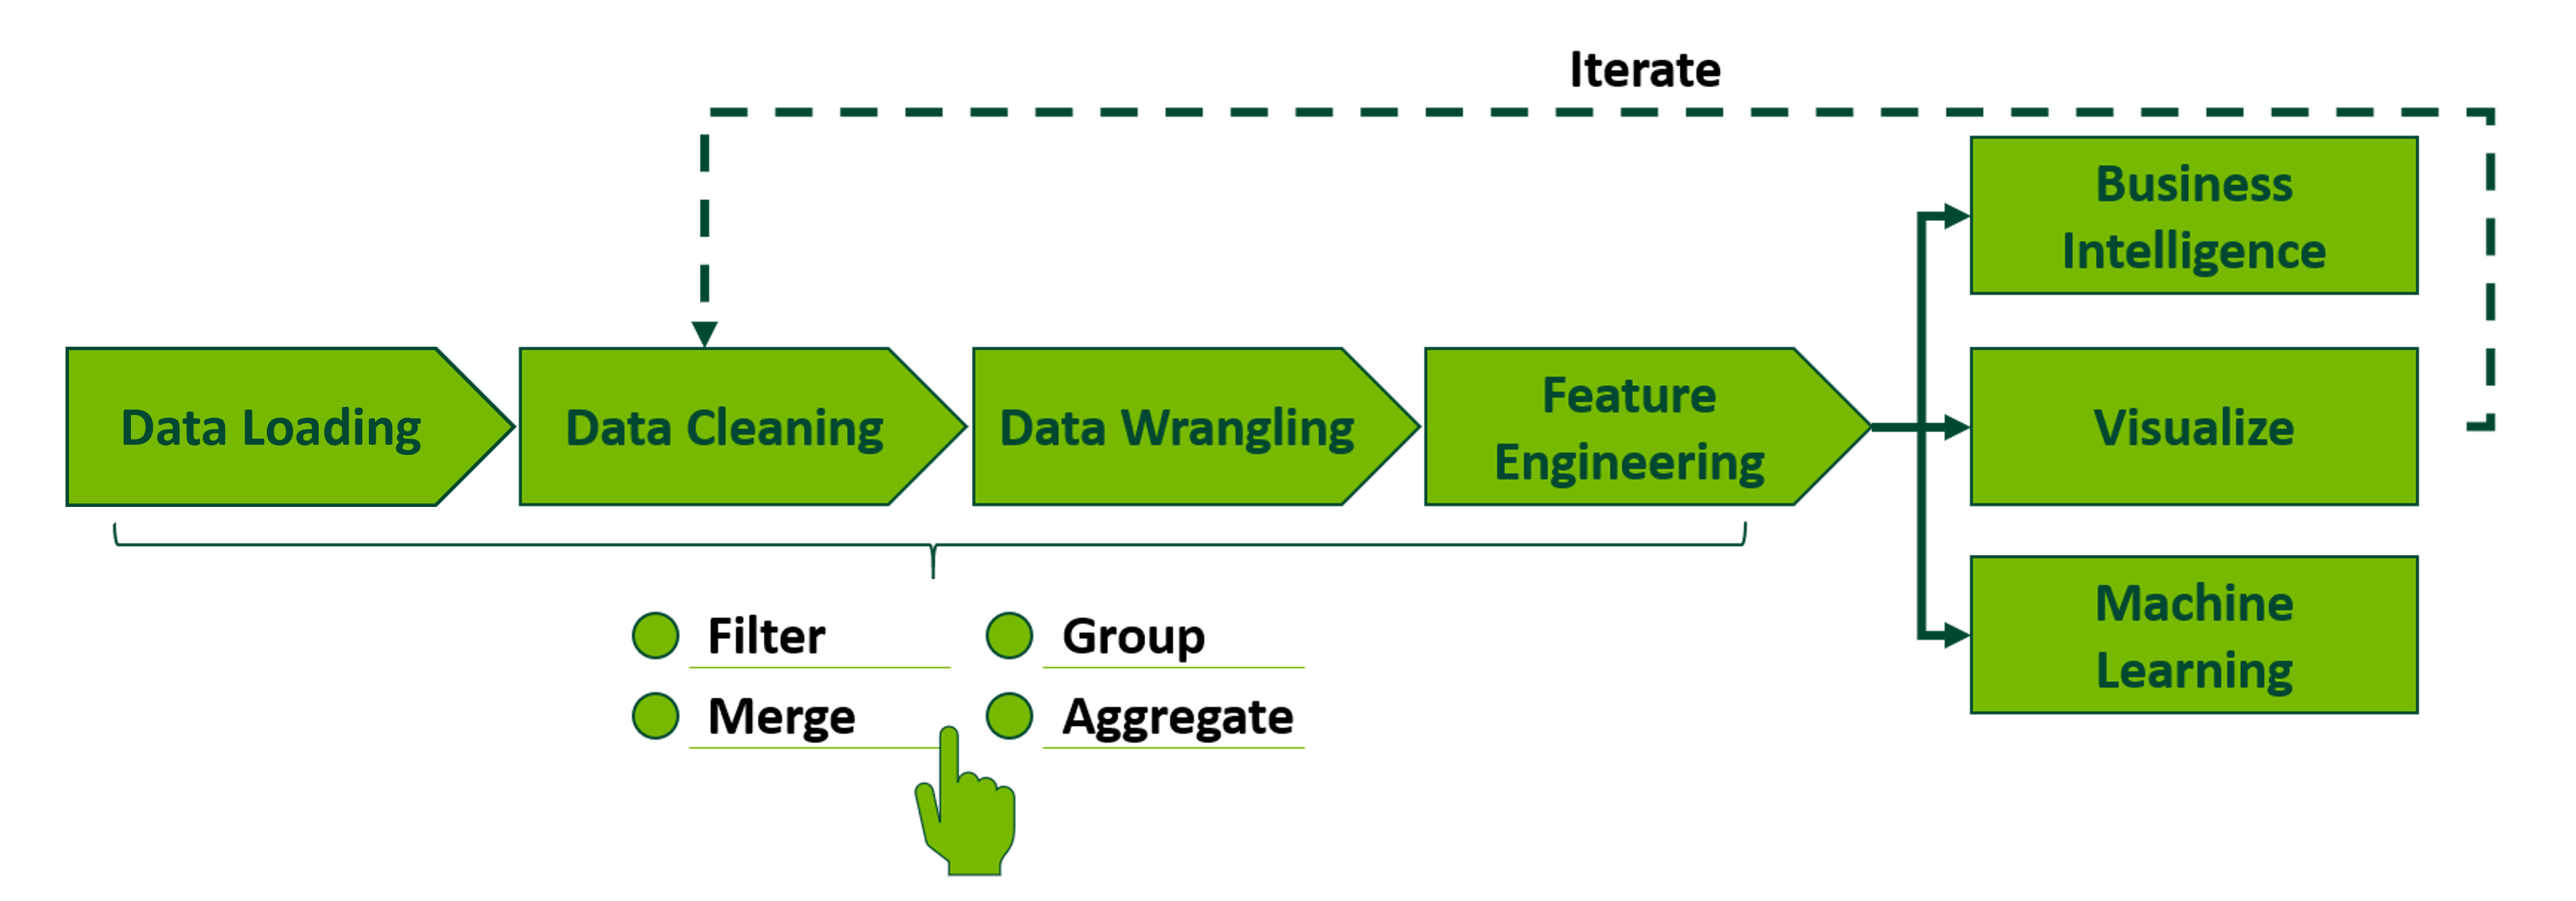 Iterate
Business
Intelligence
Data Loading
Data Cleaning
Data Wrangling
Feature
Engineering
Visualize
Machine
Learning
Filter
Group
Merge
Aggregate